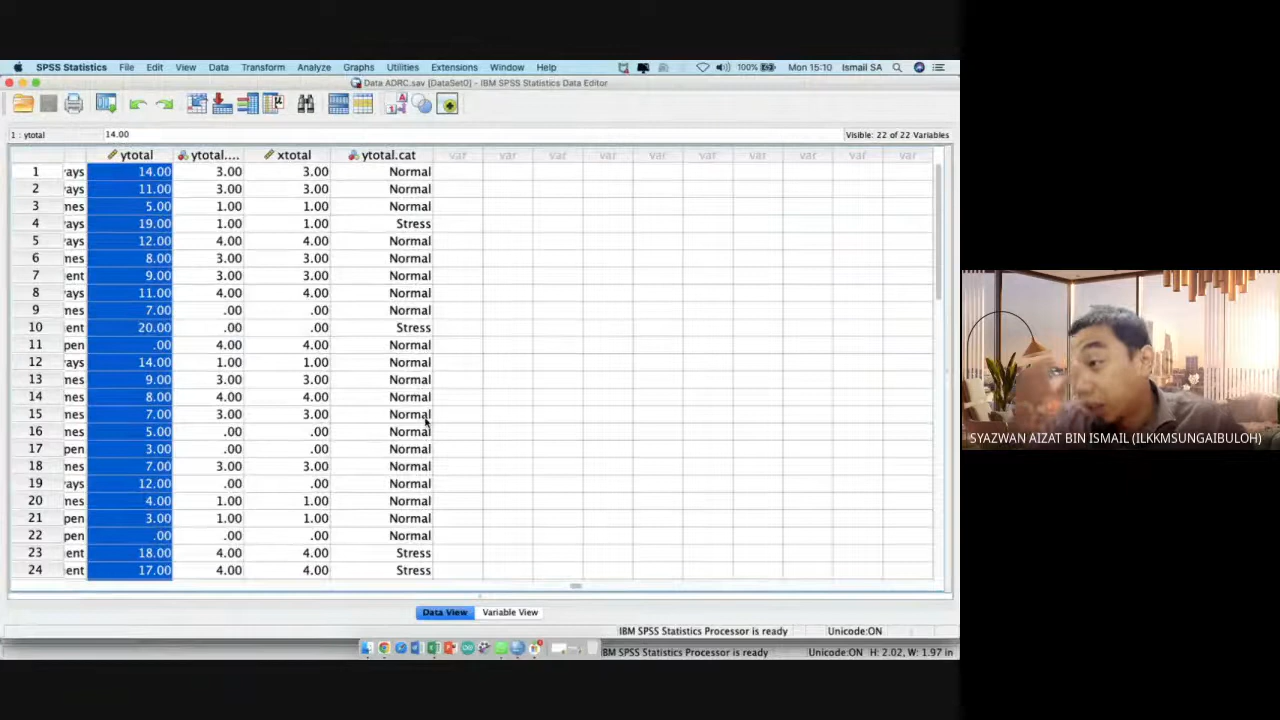 SPSS Statistics File Edit View Data Transform Analyze Graphs Utilities Extensions Window Help 100% Mon 15:10 Ismail SA
Data ADRC.sav [DataSet0] - IBM SPSS Statistics Data Editor
1 : ytotal 14.00 Visible: 22 of 22 Variables
ytotal ytotal.... xtotal ytotal.cat var var var var var var var var var var
1 ays 14.00 3.00 3.00 Normal
2 ays 11.00 3.00 3.00 Normal
3 nes 5.00 1.00 1.00 Normal
4 ays 19.00 1.00 1.00 Stress
5 ays 12.00 4.00 4.00 Normal
6 nes 8.00 3.00 3.00 Normal
7 ent 9.00 3.00 3.00 Normal
8 ays 11.00 4.00 4.00 Normal
9 nes 7.00 .00 .00 Normal
10 ent 20.00 .00 .00 Stress
11 pen .00 4.00 4.00 Normal
12 ays 14.00 1.00 1.00 Normal
13 nes 9.00 3.00 3.00 Normal
14 nes 8.00 4.00 4.00 Normal
15 nes 7.00 3.00 3.00 Normal
16 nes 5.00 .00 .00 Normal
17 pen 3.00 .00 .00 Normal
18 nes 7.00 3.00 3.00 Normal
19 ays 12.00 .00 .00 Normal
20 nes 4.00 1.00 1.00 Normal
21 pen 3.00 1.00 1.00 Normal
22 pen .00 .00 .00 Normal
23 ent 18.00 4.00 4.00 Stress
24 ent 17.00 4.00 4.00 Stress
Data View Variable View
IBM SPSS Statistics Processor is ready Unicode:ON
BM SPSS Statistics Processor is ready Unicode:ON H: 2.02, W: 1.97 in
SYAZWAN AIZAT BIN ISMAIL (ILKKMSUNGAIBULOH)